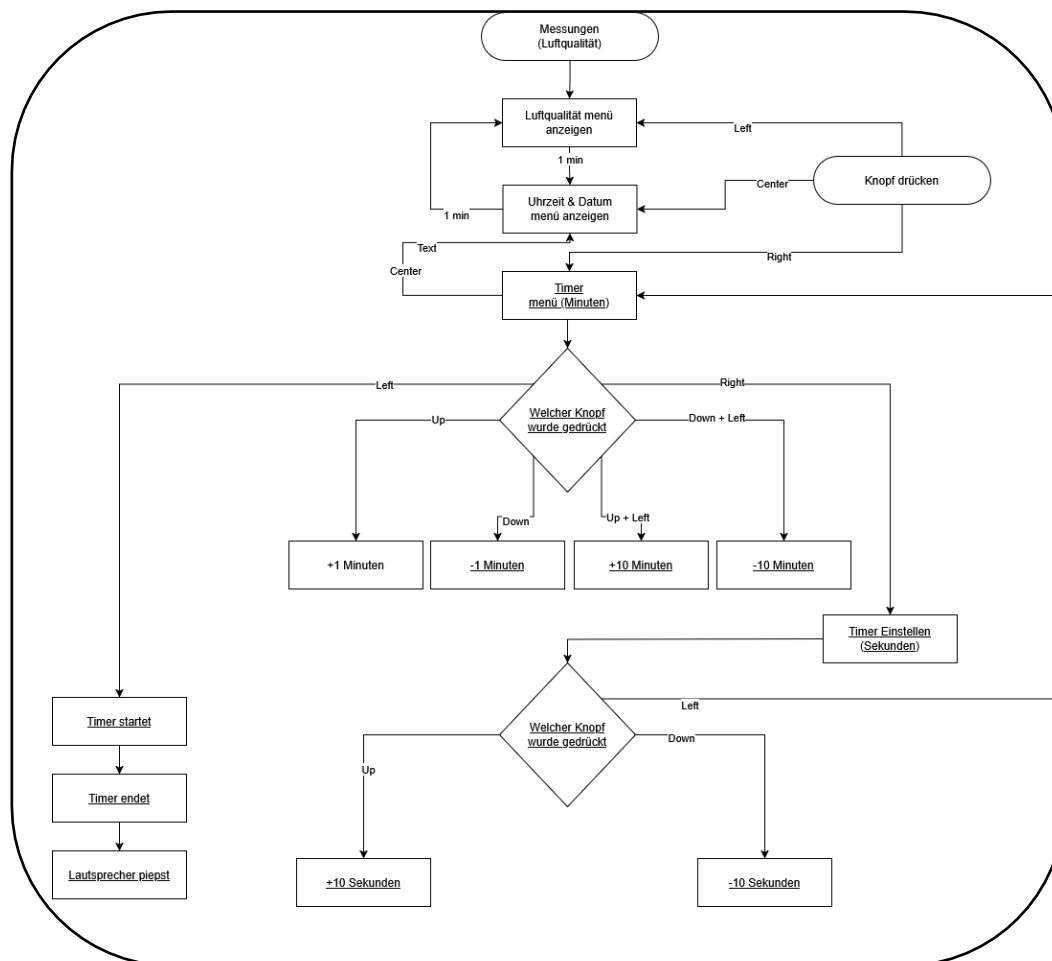 Messungen
(Luftqualität)
Luftqualität menü
anzeigen
Left
1 min
Knopf drücken
Center
Uhrzeit & Datum
menü anzeigen
1 min
Text
Right
Center
Timer
menü (Minuten)
Left
Right
Welcher Knopf
wurde gedrückt
Up
Down + Left
Down
Up + Left
+1 Minuten
-1 Minuten
+10 Minuten
-10 Minuten
Timer Einstellen
(Sekunden)
Left
Welcher Knopf
wurde gedrückt
Timer startet
Down
Up
Timer endet
Lautsprecher piepst
+10 Sekunden
-10 Sekunden